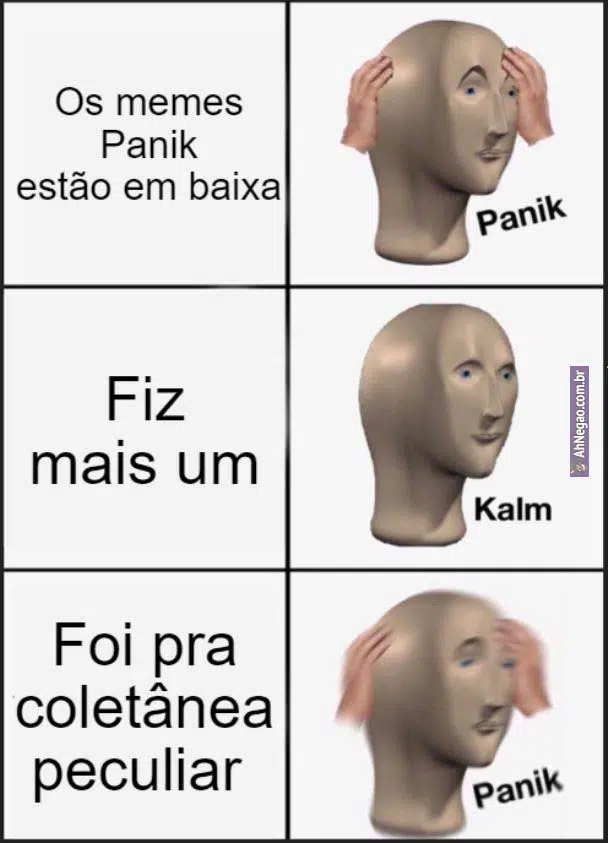 Os memes
Panik
estão em baixa
Panik
Fiz
mais um
Kalm
AhNegao.com.br
Foi pra
coletânea
peculiar
Panik